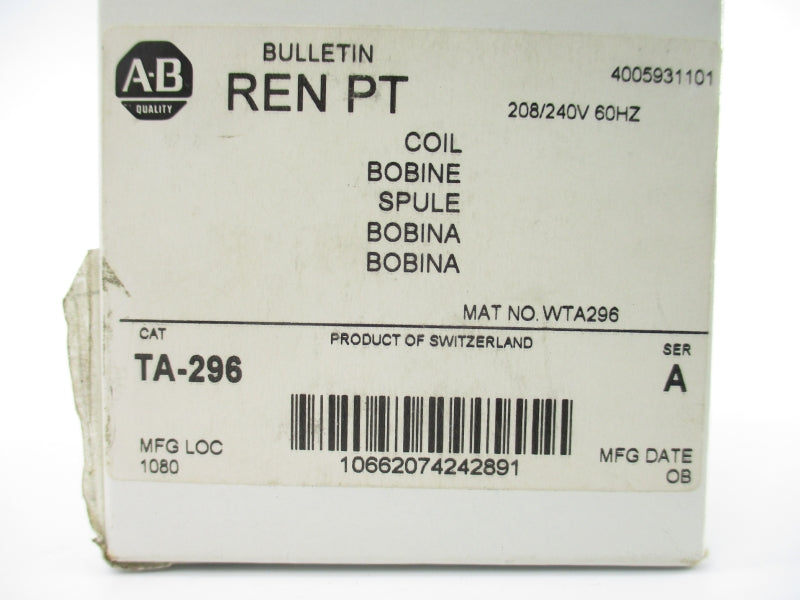 A-B
QUALITY
BULLETIN
REN PT
4005931101
208/240V 60HZ
COIL
BOBINE
SPULE
BOBINA
BOBINA
MAT NO. WTA296
CAT
TA-296
PRODUCT OF SWITZERLAND
SER
A
MFG LOC
1080
10662074242891
MFG DATE
OB